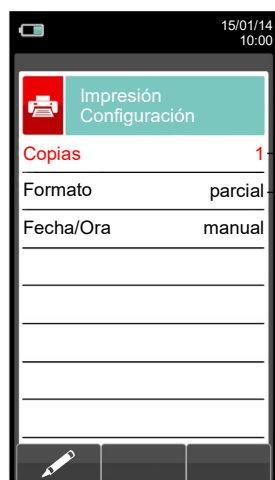 15/01/14
10:00
Impresión
Configuración
Copias 1
Formato parcial
Fecha/Ora manual